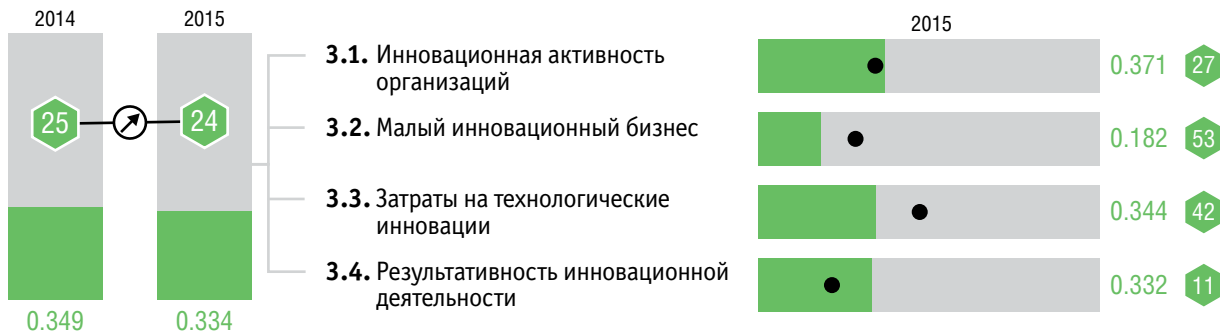 2014
2015
25
24
0.349
0.334
3.1. Инновационная активность
организаций
3.2. Малый инновационный бизнес
3.3. Затраты на технологические
инновации
3.4. Результативность инновационной
деятельности
2015
0.371
27
0.182
53
0.344
42
0.332
11